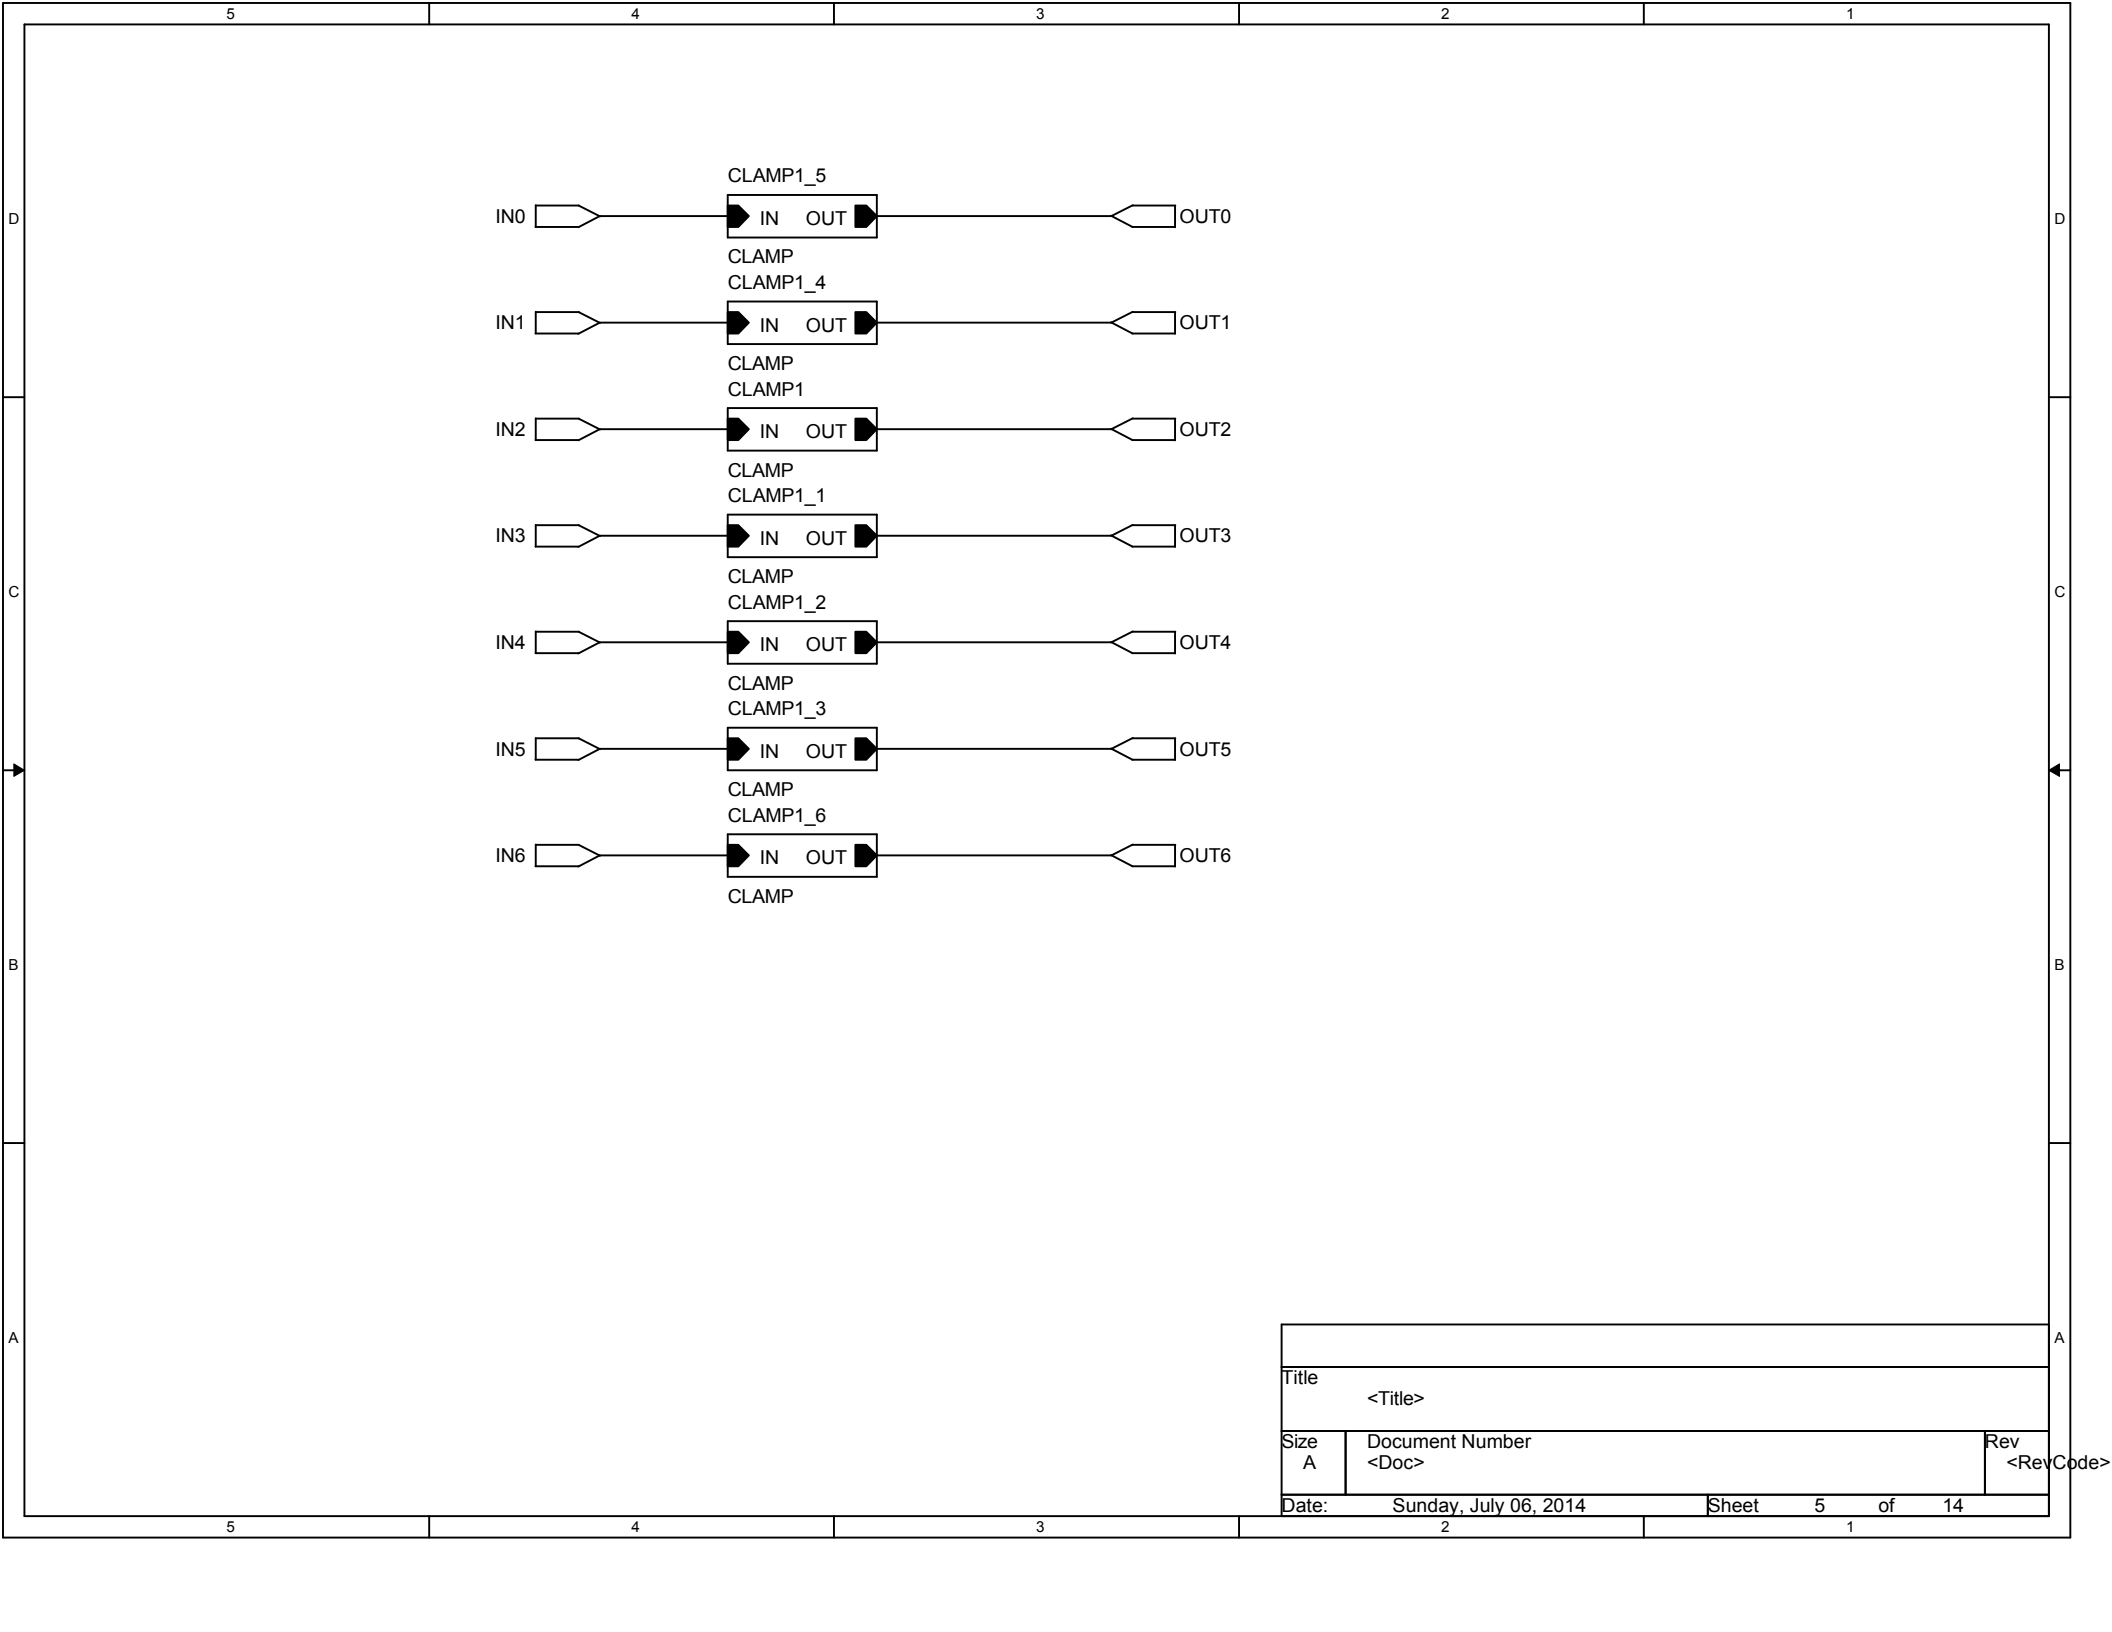 5 4 3 2 1
CLAMP1_5
D IN0 IN OUT OUT0 D
CLAMP
CLAMP1_4
IN1 IN OUT OUT1
CLAMP
CLAMP1
IN2 IN OUT OUT2
CLAMP
CLAMP1_1
IN3 IN OUT OUT3
CLAMP
C C
CLAMP1_2
IN4 IN OUT OUT4
CLAMP
CLAMP1_3
IN5 IN OUT OUT5
CLAMP
CLAMP1_6
IN6 IN OUT OUT6
CLAMP
B B
A A
Title
<Title>
Size Document Number Rev
A <Doc> <RevCode>
Date: Sunday, July 06, 2014 Sheet 5 of 14
5 4 3 2 1